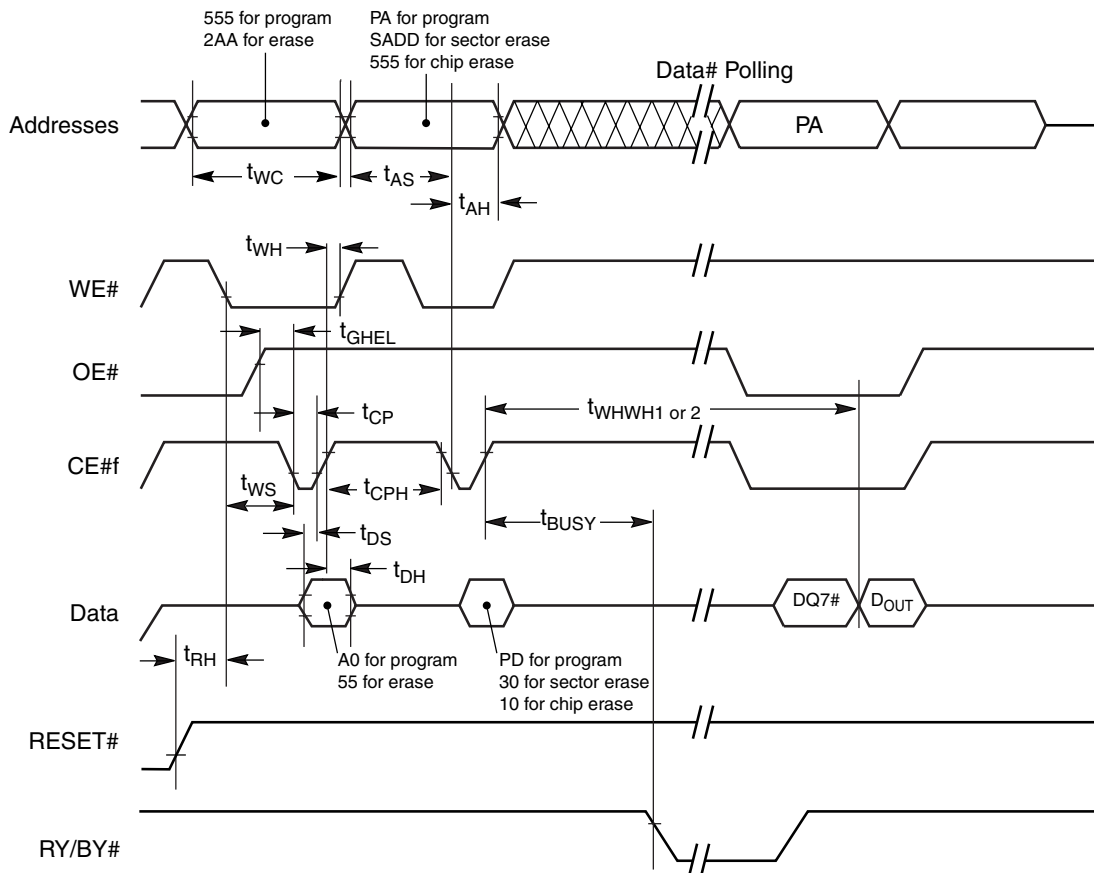 555 for program
2AA for erase
PA for program
SADD for sector erase
555 for chip erase
Data# Polling
Addresses
PA
tWC
tAS
tAH
tWH
WE#
tGHEL
OE#
tWHWH1 or 2
tCP
CE#f
tWS
tCPH
tBUSY
tDS
tDH
Data
DQ7#
DOUT
tRH
A0 for program
55 for erase
PD for program
30 for sector erase
10 for chip erase
RESET#
RY/BY#